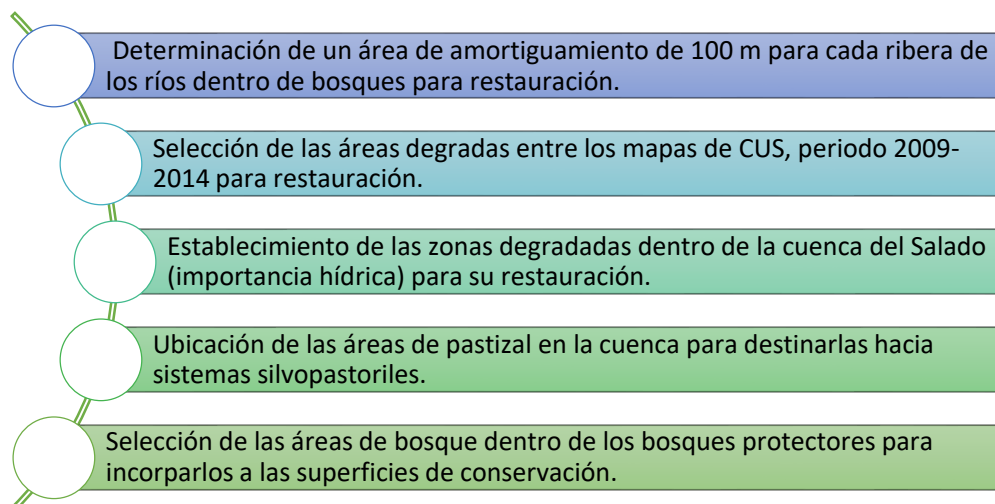 Determinación de un área de amortiguamiento de 100 m para cada ribera de
los ríos dentro de bosques para restauración.
Selección de las áreas degradas entre los mapas de CUS, periodo 2009-
2014 para restauración.
Establecimiento de las zonas degradadas dentro de la cuenca del Salado
(importancia hídrica) para su restauración.
Ubicación de las áreas de pastizal en la cuenca para destinarlas hacia
sistemas silvopastoriles.
Selección de las áreas de bosque dentro de los bosques protectores para
incorparlos a las superficies de conservación.